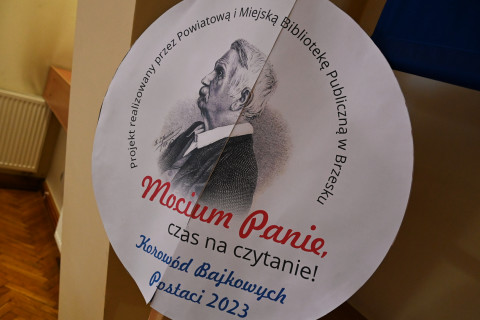 Projekt realizowany przez Powiatową i Miejską Bibliotekę Publiczną w Brzesku
Mocium Panie,
czas na czytanie!
Korowód Bajkowych
Postaci 2023